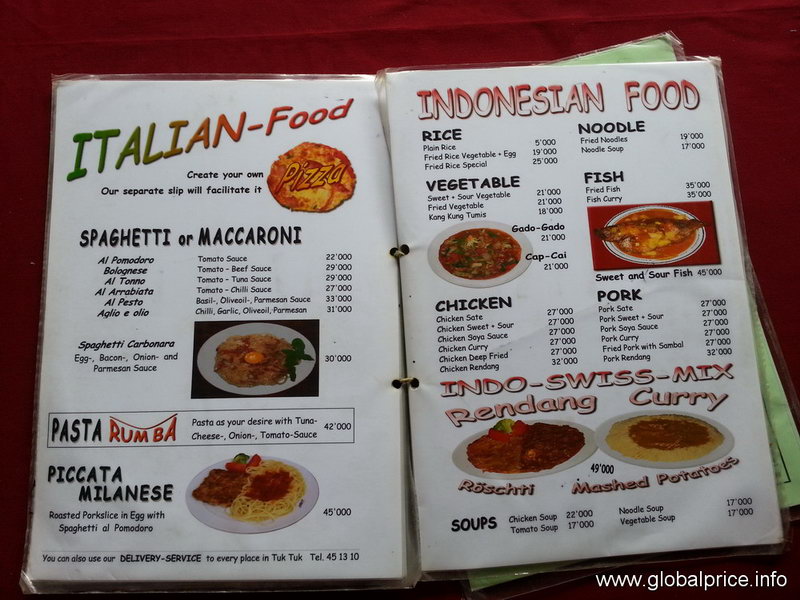 ITALIAN-Food
Create your own
Our separate slip will facilitate it
Pizza
SPAGHETTI or MACCARONI
Al Pomodoro Tomato Sauce 22'000
Bolognese Tomato - Beef Sauce 29'000
Al Tonno Tomato - Tuna Sauce 29'000
Al Arrabiata Tomato - Chilli Sauce 27'000
Al Pesto Basil-, Oliveoil-, Parmesan Sauce 33'000
Aglio e olio Chilli, Garlic, Oliveoil, Parmesan 31'000
Spaghetti Carbonara
Egg-, Bacon-, Onion- and
Parmesan Sauce
30'000
PASTA RUMBA
Pasta as your desire with Tuna-
Cheese-, Onion-, Tomato-Sauce 42'000
PICCATA
MILANESE
Roasted Porkslice in Egg with
Spaghetti al Pomodoro
45'000
You can also use our DELIVERY-SERVICE to every place in Tuk Tuk Tel. 45 13 10
INDONESIAN FOOD
RICE
Plain Rice 5'000
Fried Rice Vegetable + Egg 19'000
Fried Rice Special 25'000
NOODLE
Fried Noodles 19'000
Noodle Soup 17'000
VEGETABLE
Sweet + Sour Vegetable 21'000
Fried Vegetable 21'000
Kang Kung Tumis 18'000
Gado-Gado
21'000
Cap-Cai
21'000
FISH
Fried Fish 35'000
Fish Curry 35'000
Sweet and Sour Fish 45'000
CHICKEN
Chicken Sate 27'000
Chicken Sweet + Sour 27'000
Chicken Soya Sauce 27'000
Chicken Curry 27'000
Chicken Deep Fried 27'000
Chicken Rendang 32'000
PORK
Pork Sate 27'000
Pork Sweet + Sour 27'000
Pork Soya Sauce 27'000
Pork Curry 27'000
Fried Pork with Sambal 27'000
Pork Rendang 32'000
INDO-SWISS-MIX
Rendang Curry
49'000
Röschti Mashed Potatoes
SOUPS
Chicken Soup 22'000
Tomato Soup 17'000
Noodle Soup 17'000
Vegetable Soup 17'000
www.globalprice.info